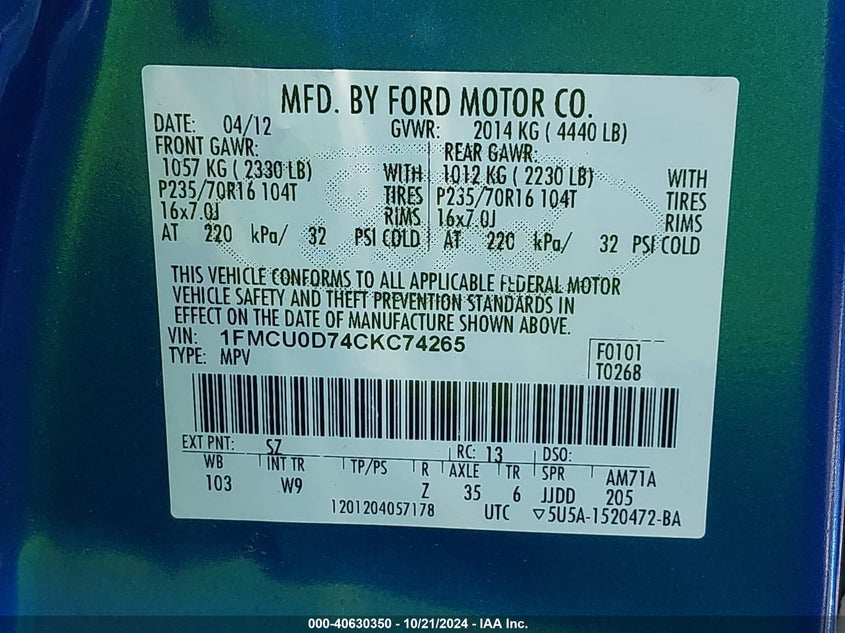 MFD. BY FORD MOTOR CO.
DATE: 04/12 GVWR: 2014 KG ( 4440 LB)
FRONT GAWR: REAR GAWR:
1057 KG ( 2330 LB) WITH 1012 KG ( 2230 LB) WITH
P235/70R16 104T TIRES P235/70R16 104T TIRES
16x7.0J RIMS 16x7.0J RIMS
AT 220 kPa/ 32 PSI COLD AT 220 kPa/ 32 PSI COLD
THIS VEHICLE CONFORMS TO ALL APPLICABLE FEDERAL MOTOR
VEHICLE SAFETY AND THEFT PREVENTION STANDARDS IN
EFFECT ON THE DATE OF MANUFACTURE SHOWN ABOVE.
VIN: 1FMCU0D74CKC74265
TYPE: MPV
F0101
T0268
EXT PNT: SZ RC: 13 DSO:
WB INT TR TP/PS R AXLE TR SPR AM71A
103 W9 Z 35 6 JJDD 205
1201204057178 UTC ▽5U5A-1520472-BA
000-40630350 - 10/21/2024 - IAA Inc.